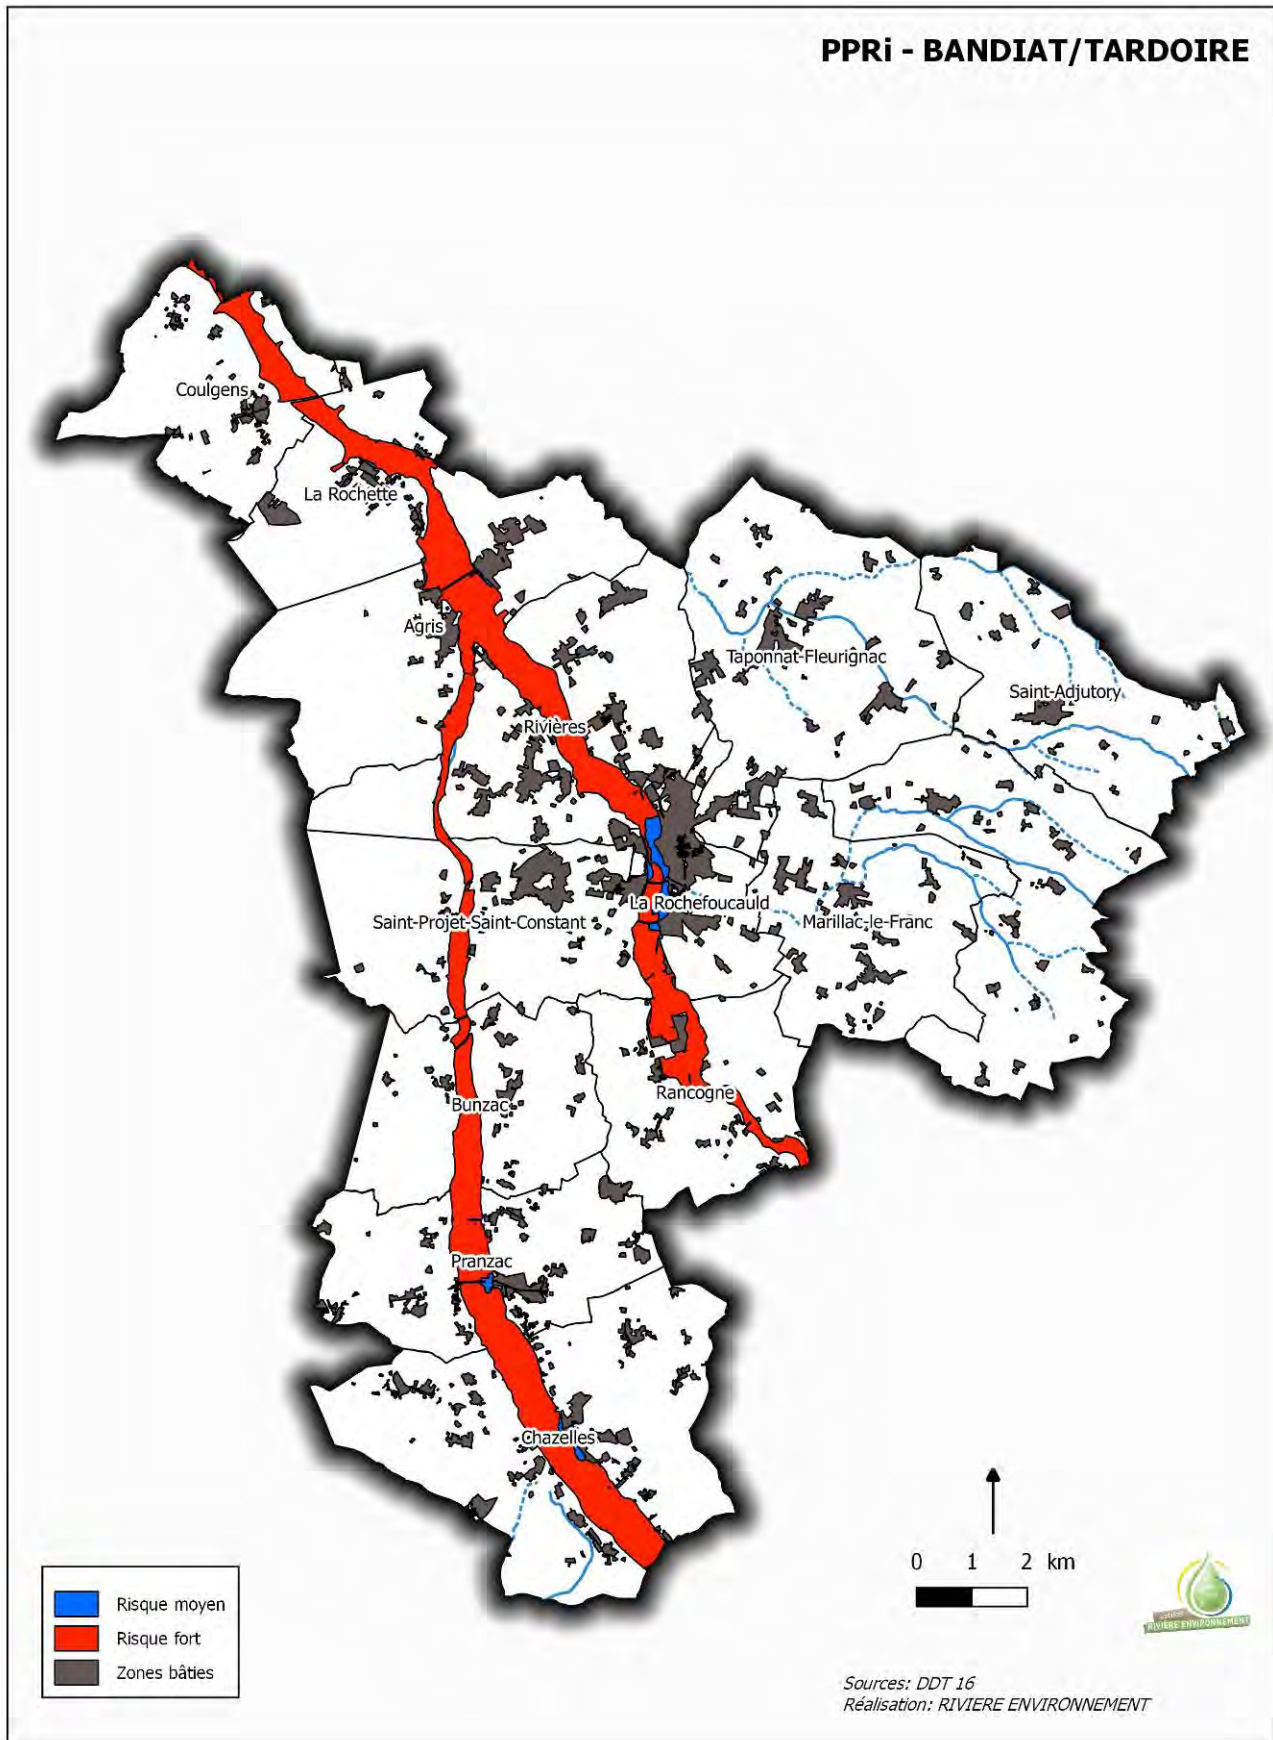 PPRi - BANDIAT/TARDOIRE
Coulgens
La Rochette
Agris
Taponnat-Fleurignac
Saint-Adjutory
Rivières
La Rochefoucauld
Saint-Projet-Saint-Constant
Marillac-le-Franc
Rancogne
Bunzac
Pranzac
Chazelles
0 1 2 km
Risque moyen
Risque fort
Zones bâties
RIVIERE ENVIRONNEMENT
Sources: DDT 16
Réalisation: RIVIERE ENVIRONNEMENT